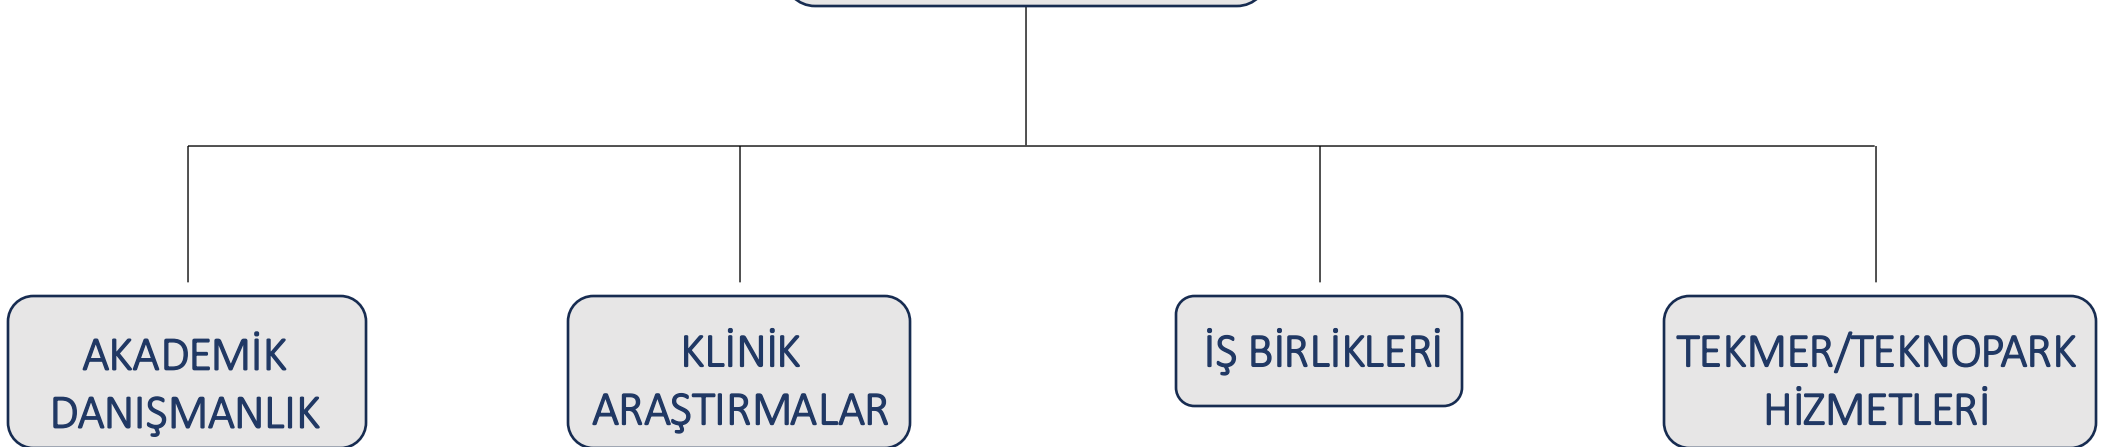 AKADEMİK
DANIŞMANLIK
KLİNİK
ARAŞTIRMALAR
İŞ BİRLİKLERİ
TEKMER/TEKNOPARK
HİZMETLERİ